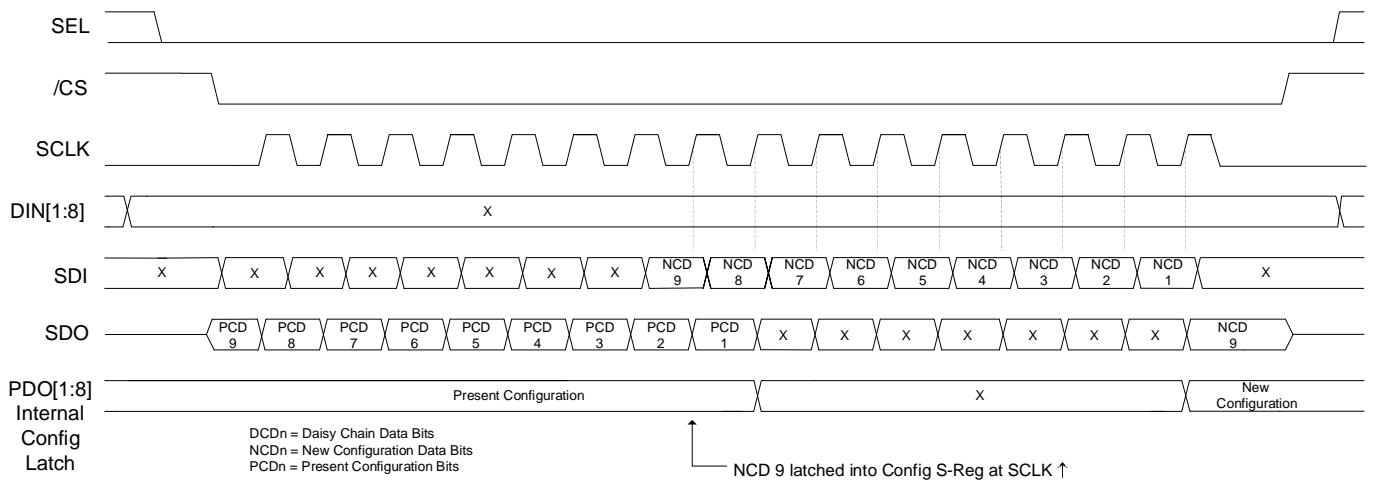 SEL
/CS
SCLK
DIN[1:8]
X
SDI
X X X X X X X X NCD 9 NCD 8 NCD 7 NCD 6 NCD 5 NCD 4 NCD 3 NCD 2 NCD 1 X
SDO
PCD 9 PCD 8 PCD 7 PCD 6 PCD 5 PCD 4 PCD 3 PCD 2 PCD 1 X X X X X X X NCD 9
PDO[1:8]
Internal
Config
Latch
Present Configuration
X
New
Configuration
DCDn = Daisy Chain Data Bits
NCDn = New Configuration Data Bits
PCDn = Present Configuration Bits
NCD 9 latched into Config S-Reg at SCLK ↑